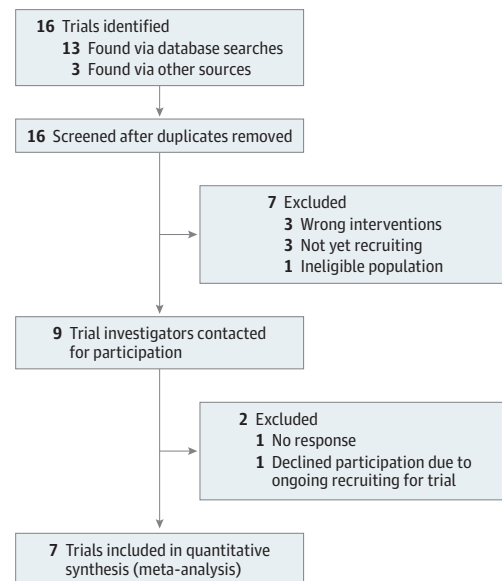 16 Trials identified
13 Found via database searches
3 Found via other sources
16 Screened after duplicates removed
7 Excluded
3 Wrong interventions
3 Not yet recruiting
1 Ineligible population
9 Trial investigators contacted
for participation
2 Excluded
1 No response
1 Declined participation due to
ongoing recruiting for trial
7 Trials included in quantitative
synthesis (meta-analysis)